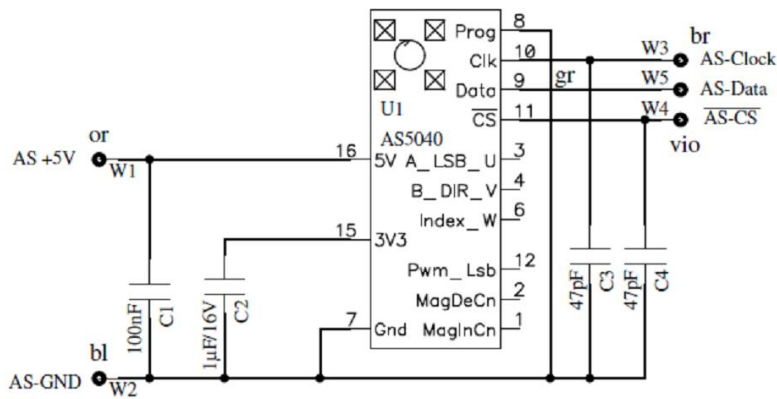 Prog 8 br
Clk 10 W3 AS-Clock
gr
Data 9 W5 AS-Data
U1
CS 11 W4 AS-CS
AS5040
or vio
AS +5V W1 16 5V A_LSB_U 3
B_DIR_V 4
15 3V3 Index_W 6
Pwm_Lsb 12
100nF C1 1µF/16V C2 47pF C3 47pF C4
MagDeCn 2
7 Gnd MagInCn 1
bl
AS-GND W2